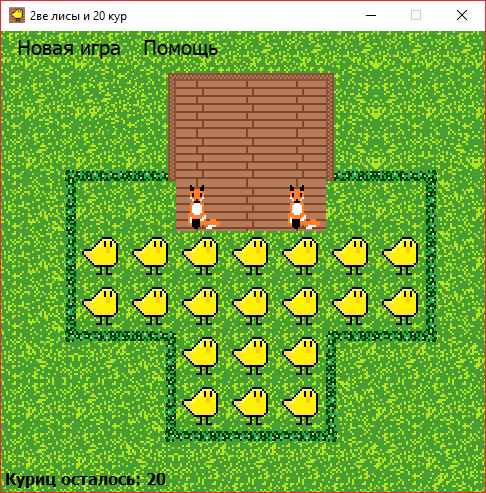 2ве лисы и 20 кур
Новая игра Помощь
Куриц осталось: 20